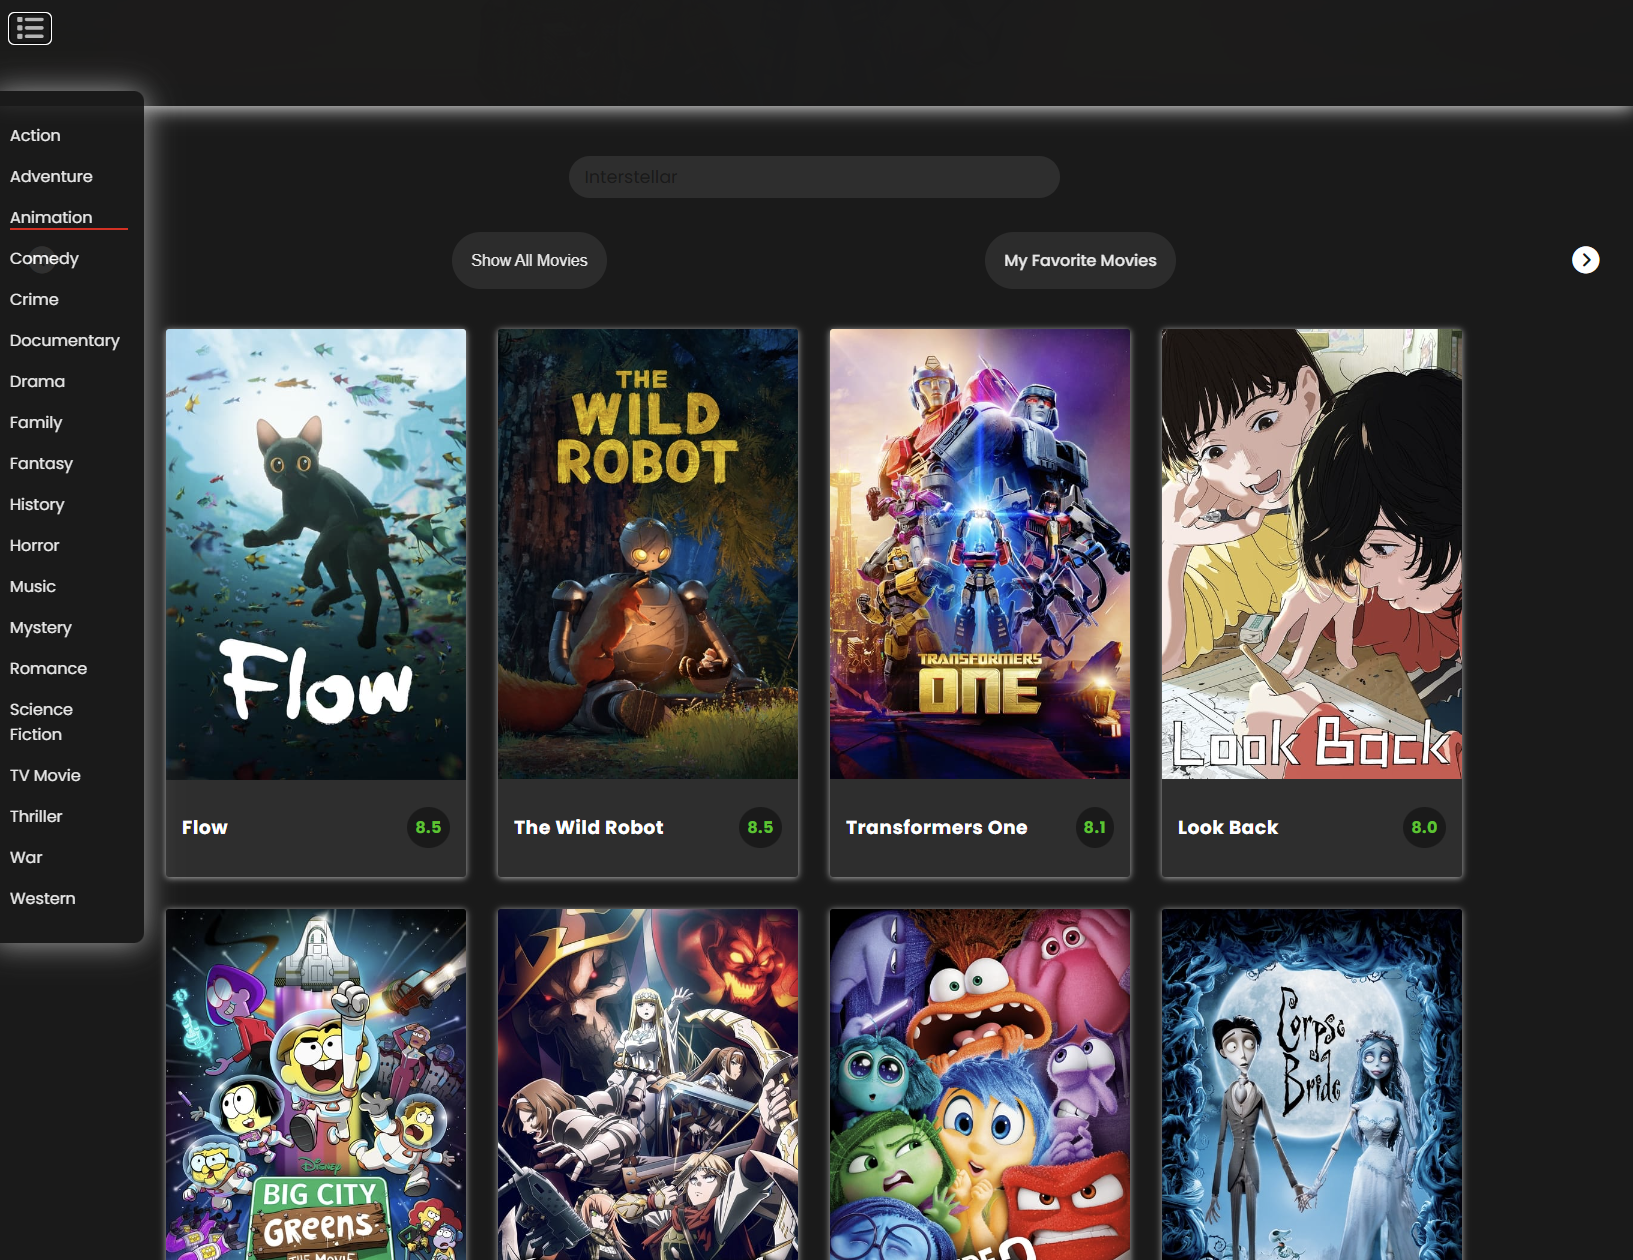 Action
Adventure
Animation
Comedy
Crime
Documentary
Drama
Family
Fantasy
History
Horror
Music
Mystery
Romance
Science
Fiction
TV Movie
Thriller
War
Western
Interstellar
Show All Movies
My Favorite Movies
Flow
THE
WILD
ROBOT
TRANSFORMERS
ONE
Look Back
Flow
8.5
The Wild Robot
8.5
Transformers One
8.1
Look Back
8.0
Disney
BIG CITY
GREENS
THE MOVIE
Corpse
Bride